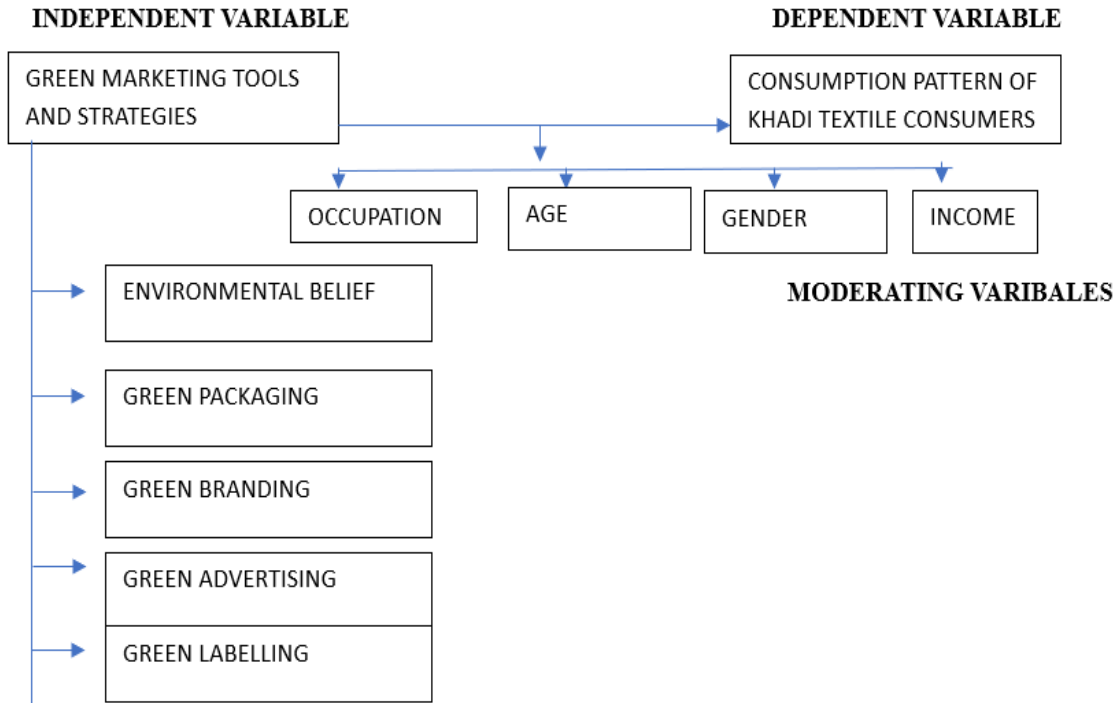 INDEPENDENT VARIABLE
DEPENDENT VARIABLE
GREEN MARKETING TOOLS
AND STRATEGIES
CONSUMPTION PATTERN OF
KHADI TEXTILE CONSUMERS
OCCUPATION
AGE
GENDER
INCOME
MODERATING VARIBALES
ENVIRONMENTAL BELIEF
GREEN PACKAGING
GREEN BRANDING
GREEN ADVERTISING
GREEN LABELLING